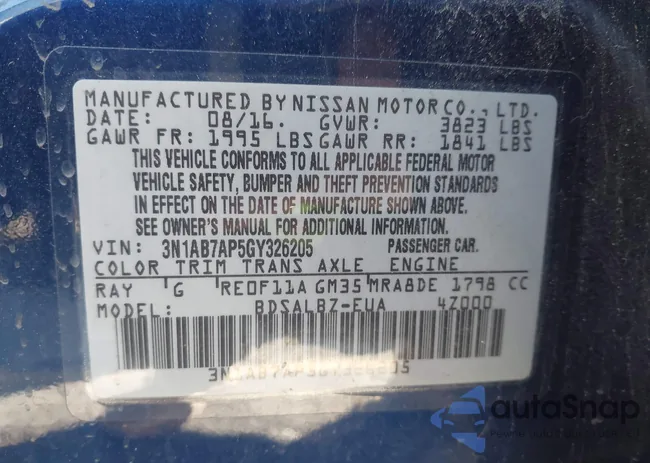 MANUFACTURED BY NISSAN MOTOR CO., LTD.
DATE: 08/16. GVWR: 3823 LBS
GAWR FR: 1995 LBS GAWR RR: 1841 LBS
THIS VEHICLE CONFORMS TO ALL APPLICABLE FEDERAL MOTOR
VEHICLE SAFETY, BUMPER AND THEFT PREVENTION STANDARDS
IN EFFECT ON THE DATE OF MANUFACTURE SHOWN ABOVE.
SEE OWNER'S MANUAL FOR ADDITIONAL INFORMATION.
VIN: 3N1AB7AP5GY326205 PASSENGER CAR.
COLOR TRIM TRANS AXLE ENGINE
RAY G RE0F11A GM35 MRA8DE 1798 CC
MODEL: BDSALBZ-EUA 4Z000
3N1AB7AP5GY326205
autoSnap